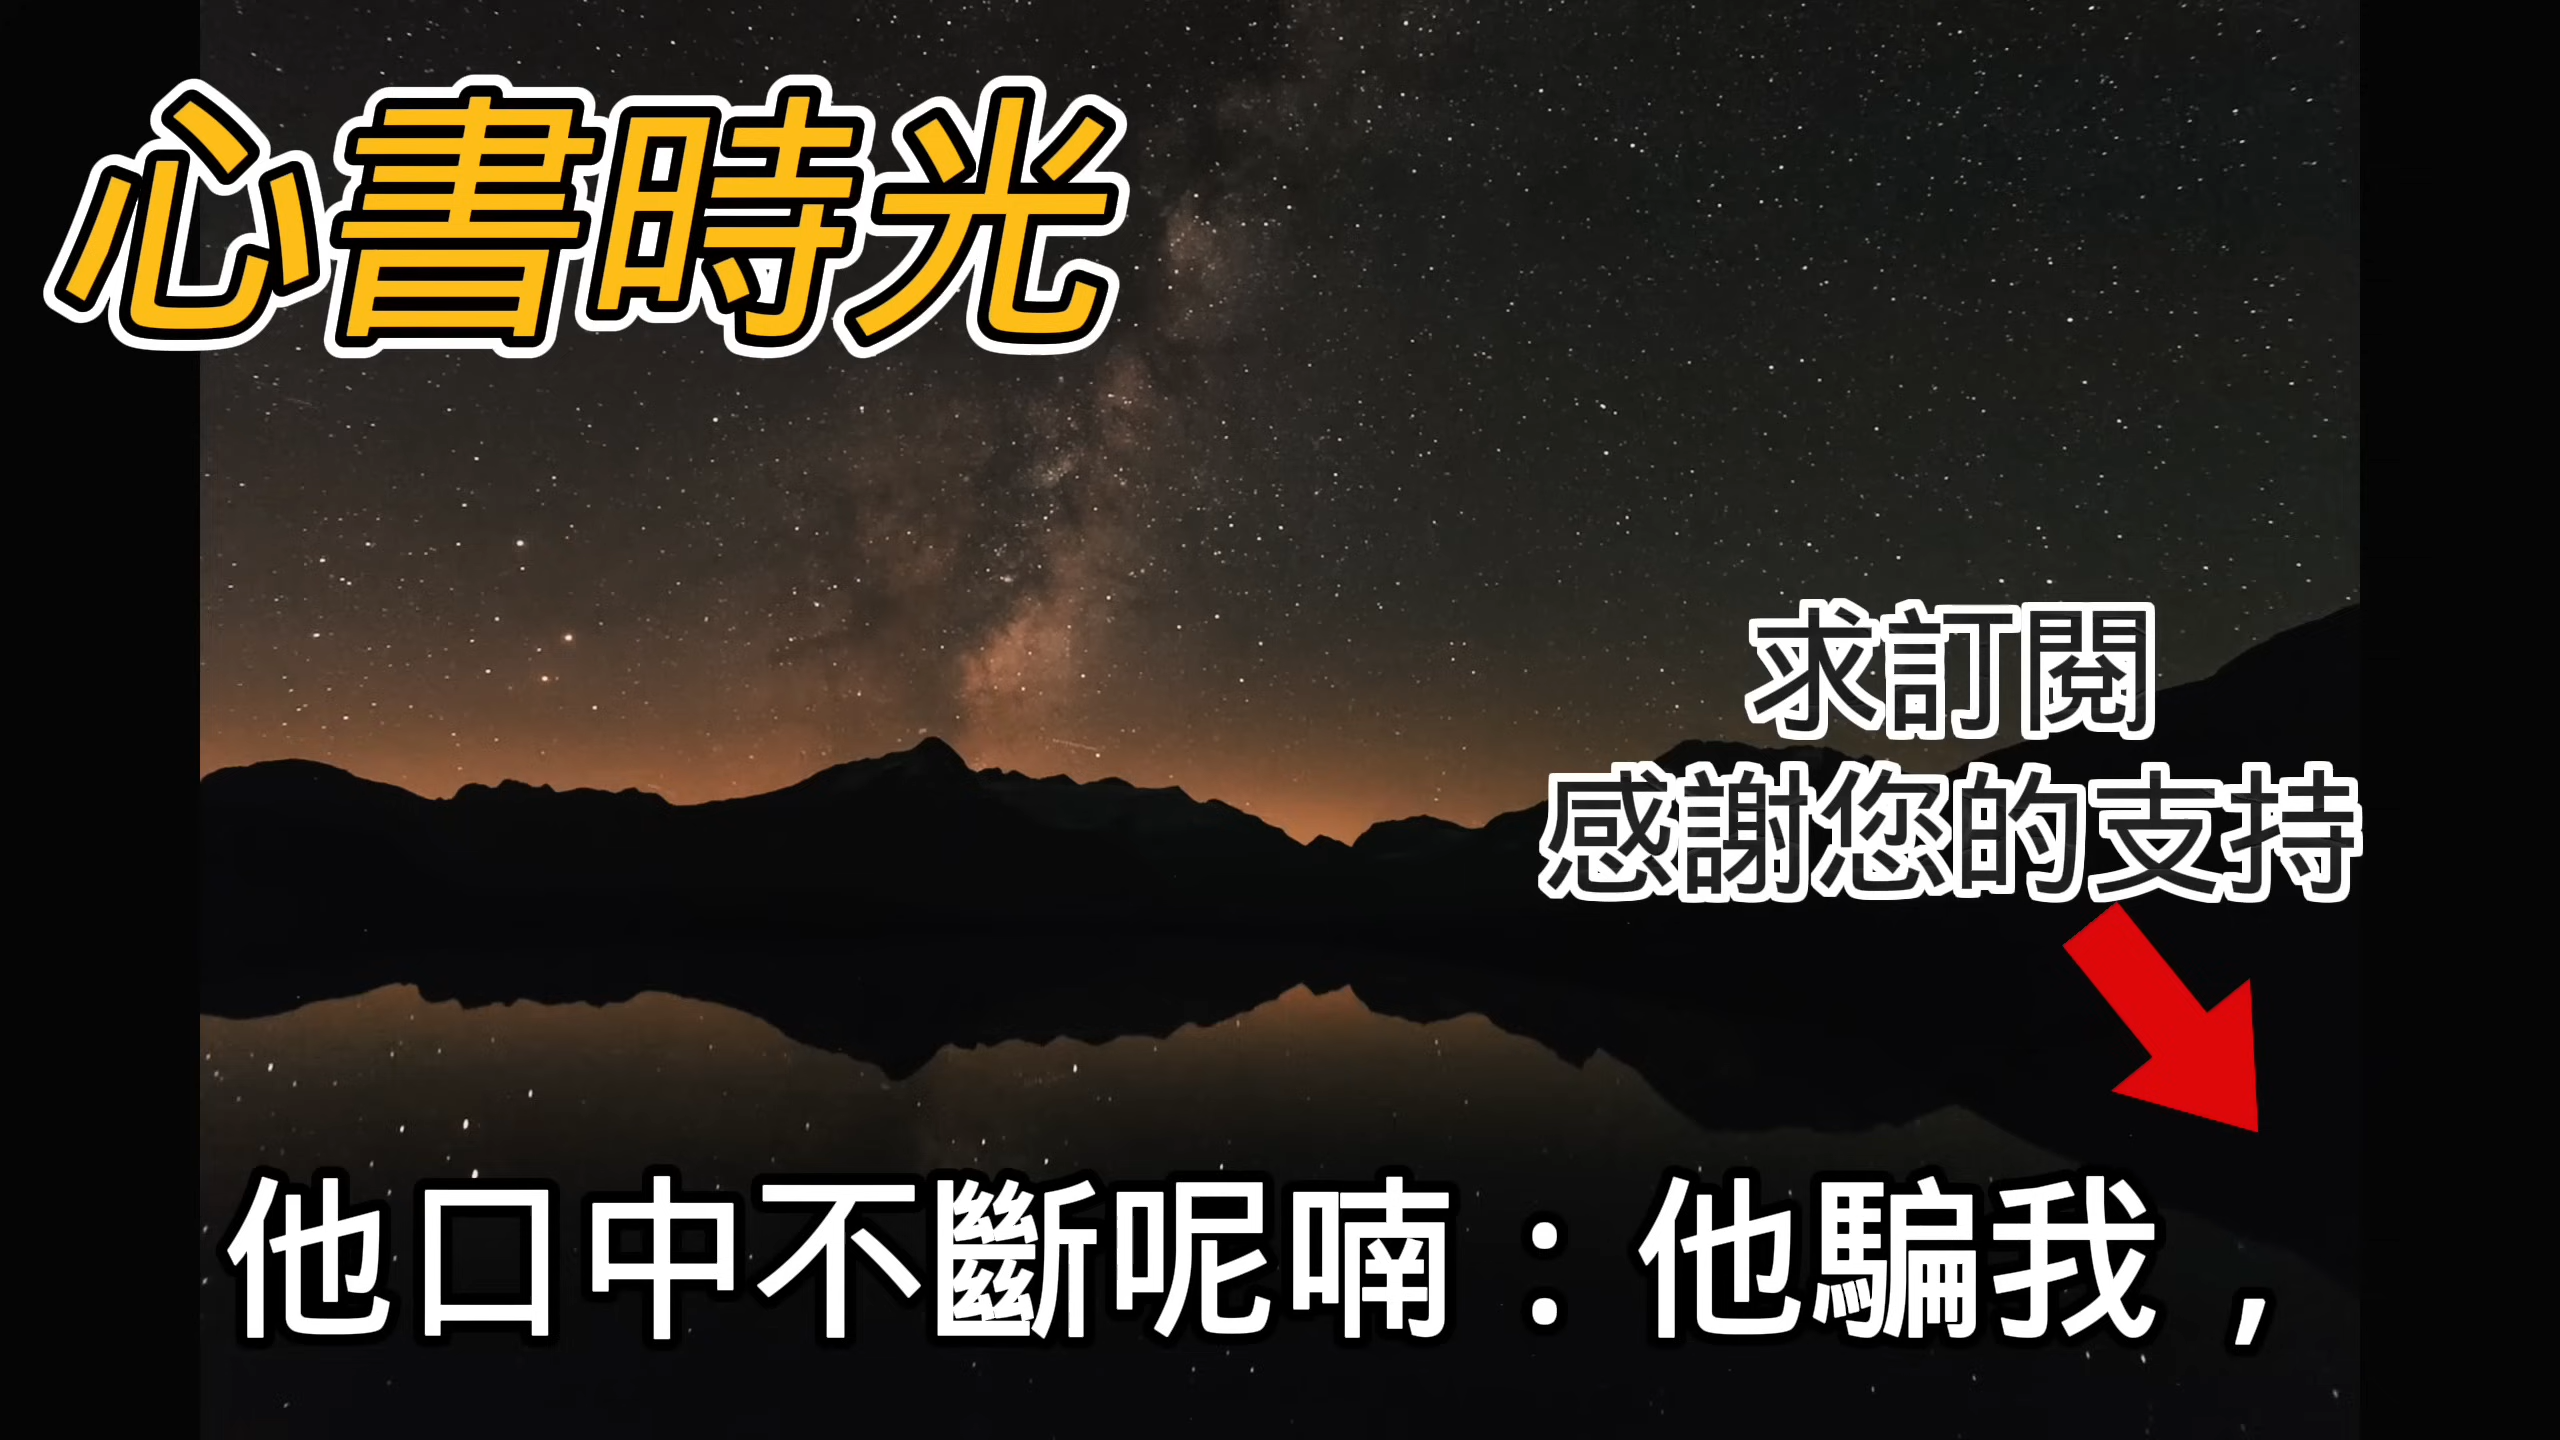 心書時光
求訂閱
感謝您的支持
他口中不斷呢喃：他騙我，